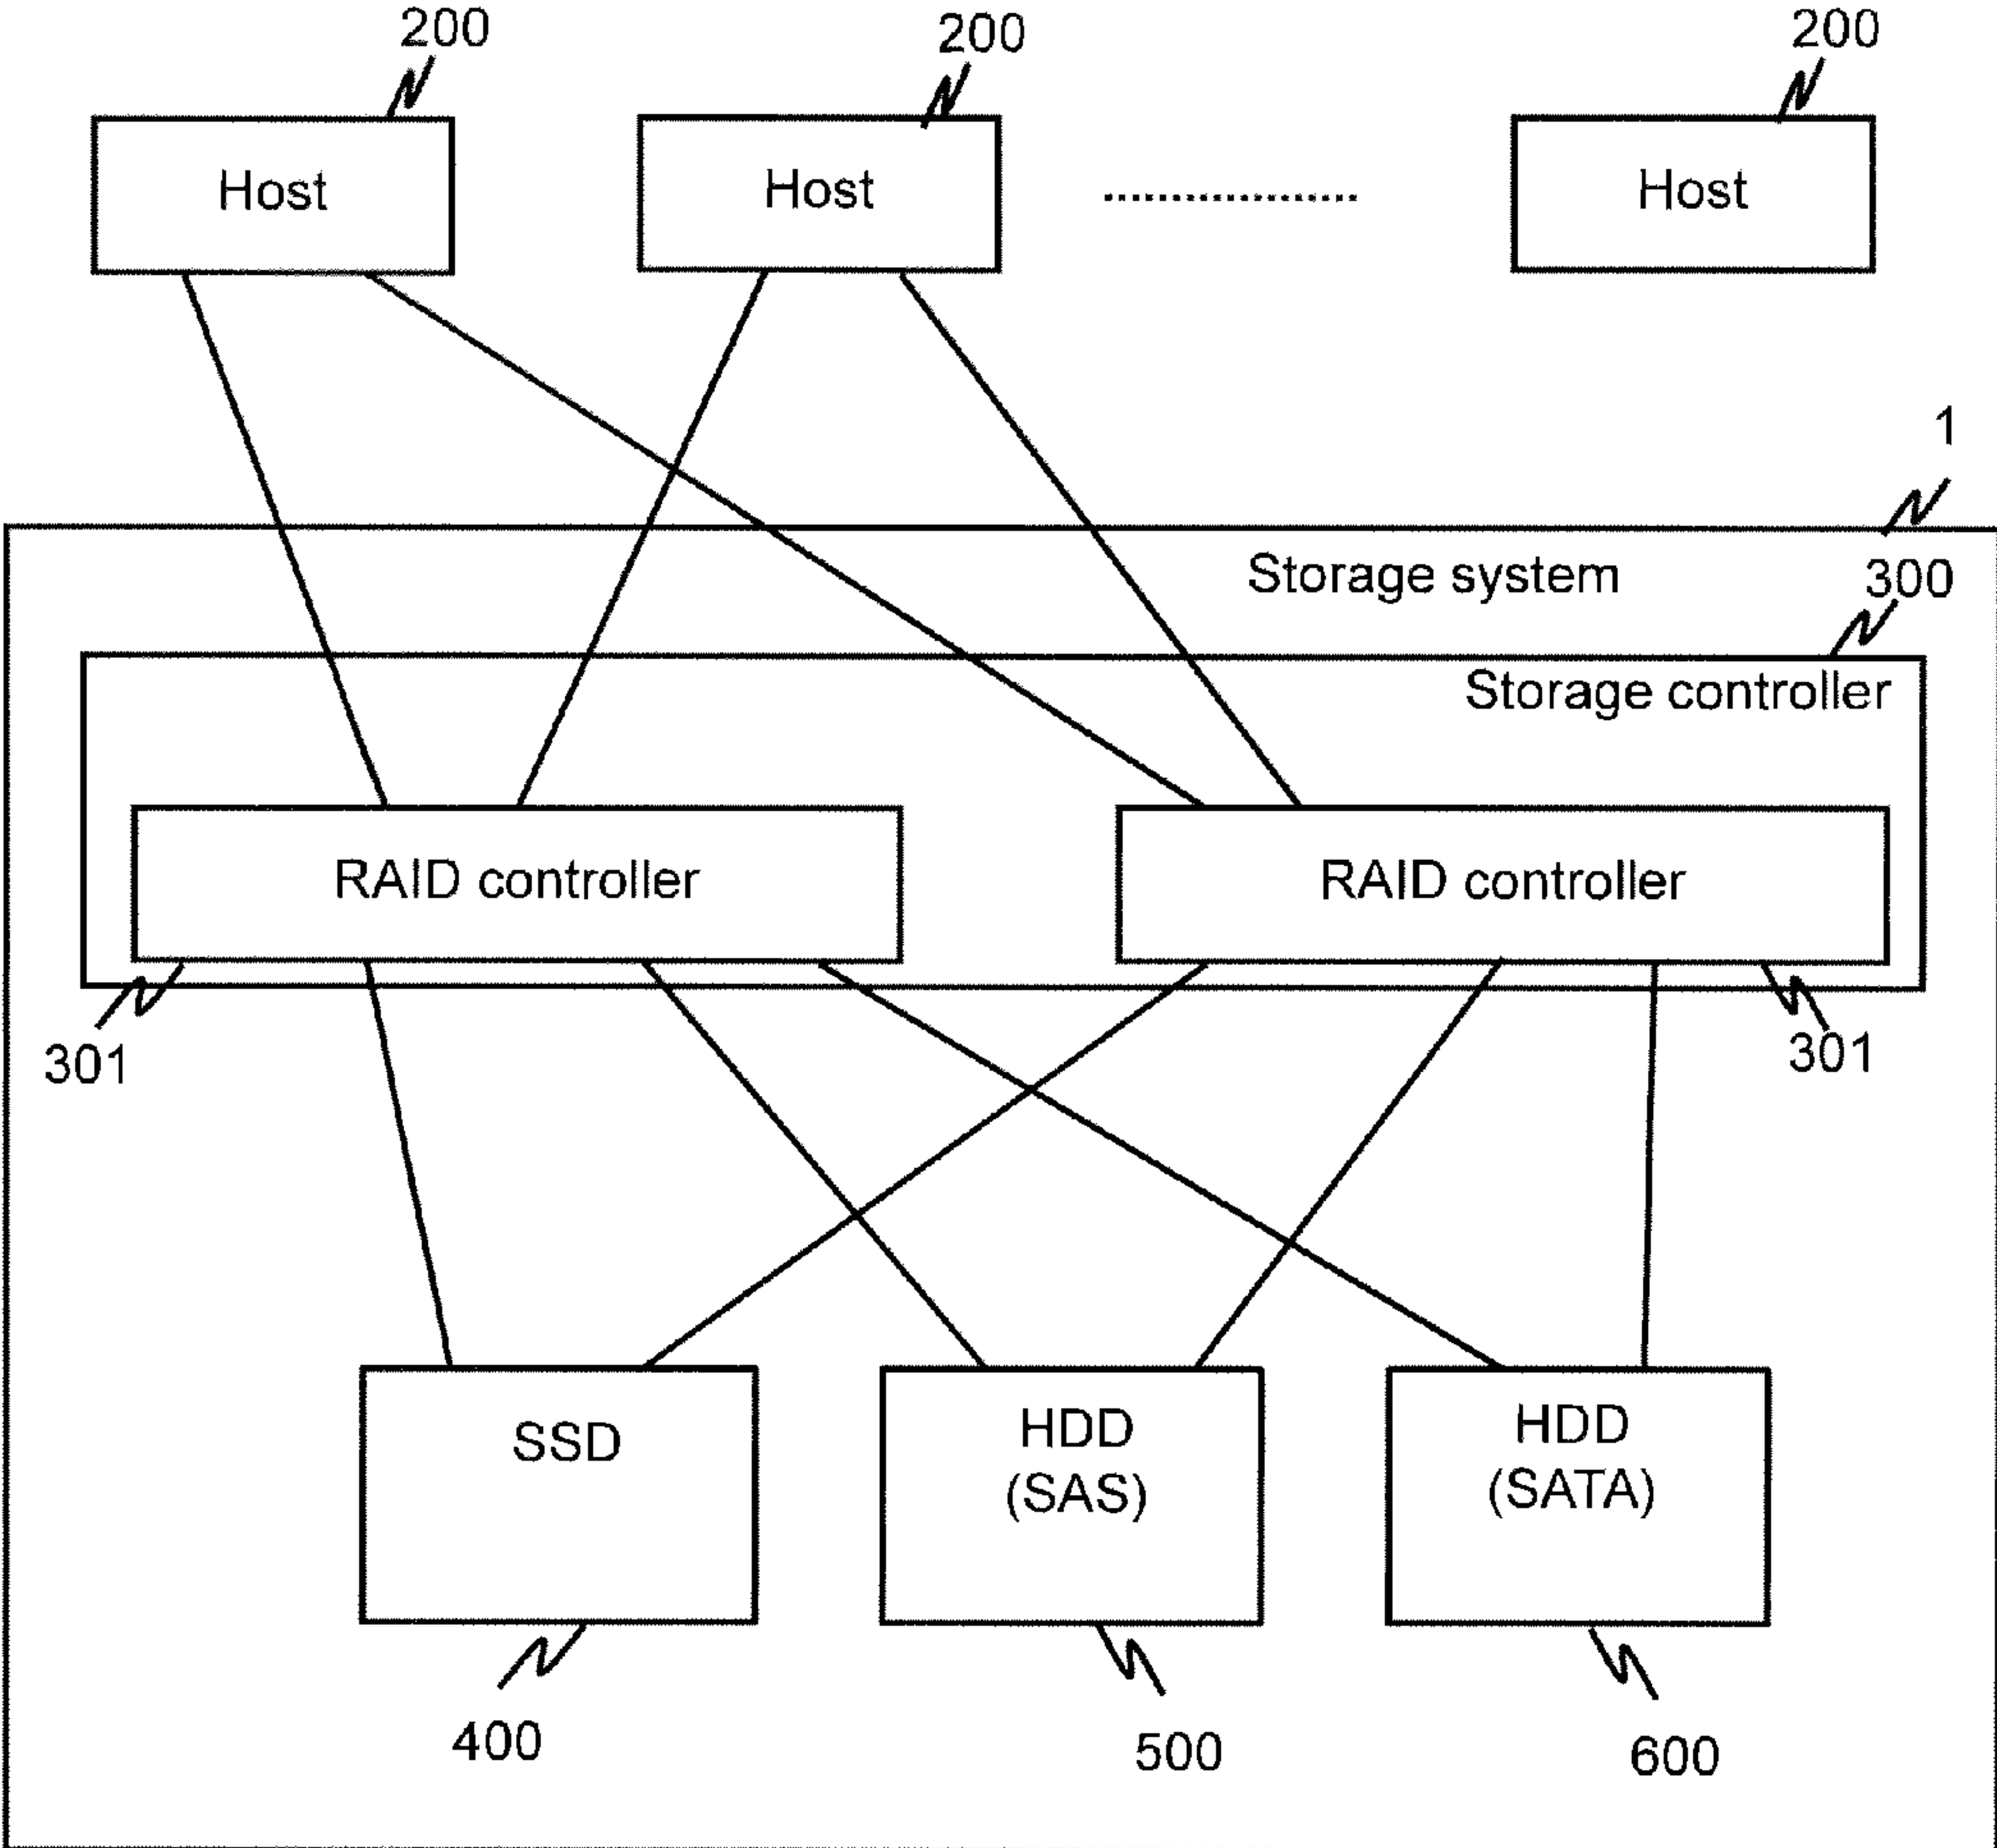 200
200
200
Host
Host
Host
1
Storage system
300
Storage controller
RAID controller
RAID controller
301
301
SSD
HDD
(SAS)
HDD
(SATA)
400
500
600